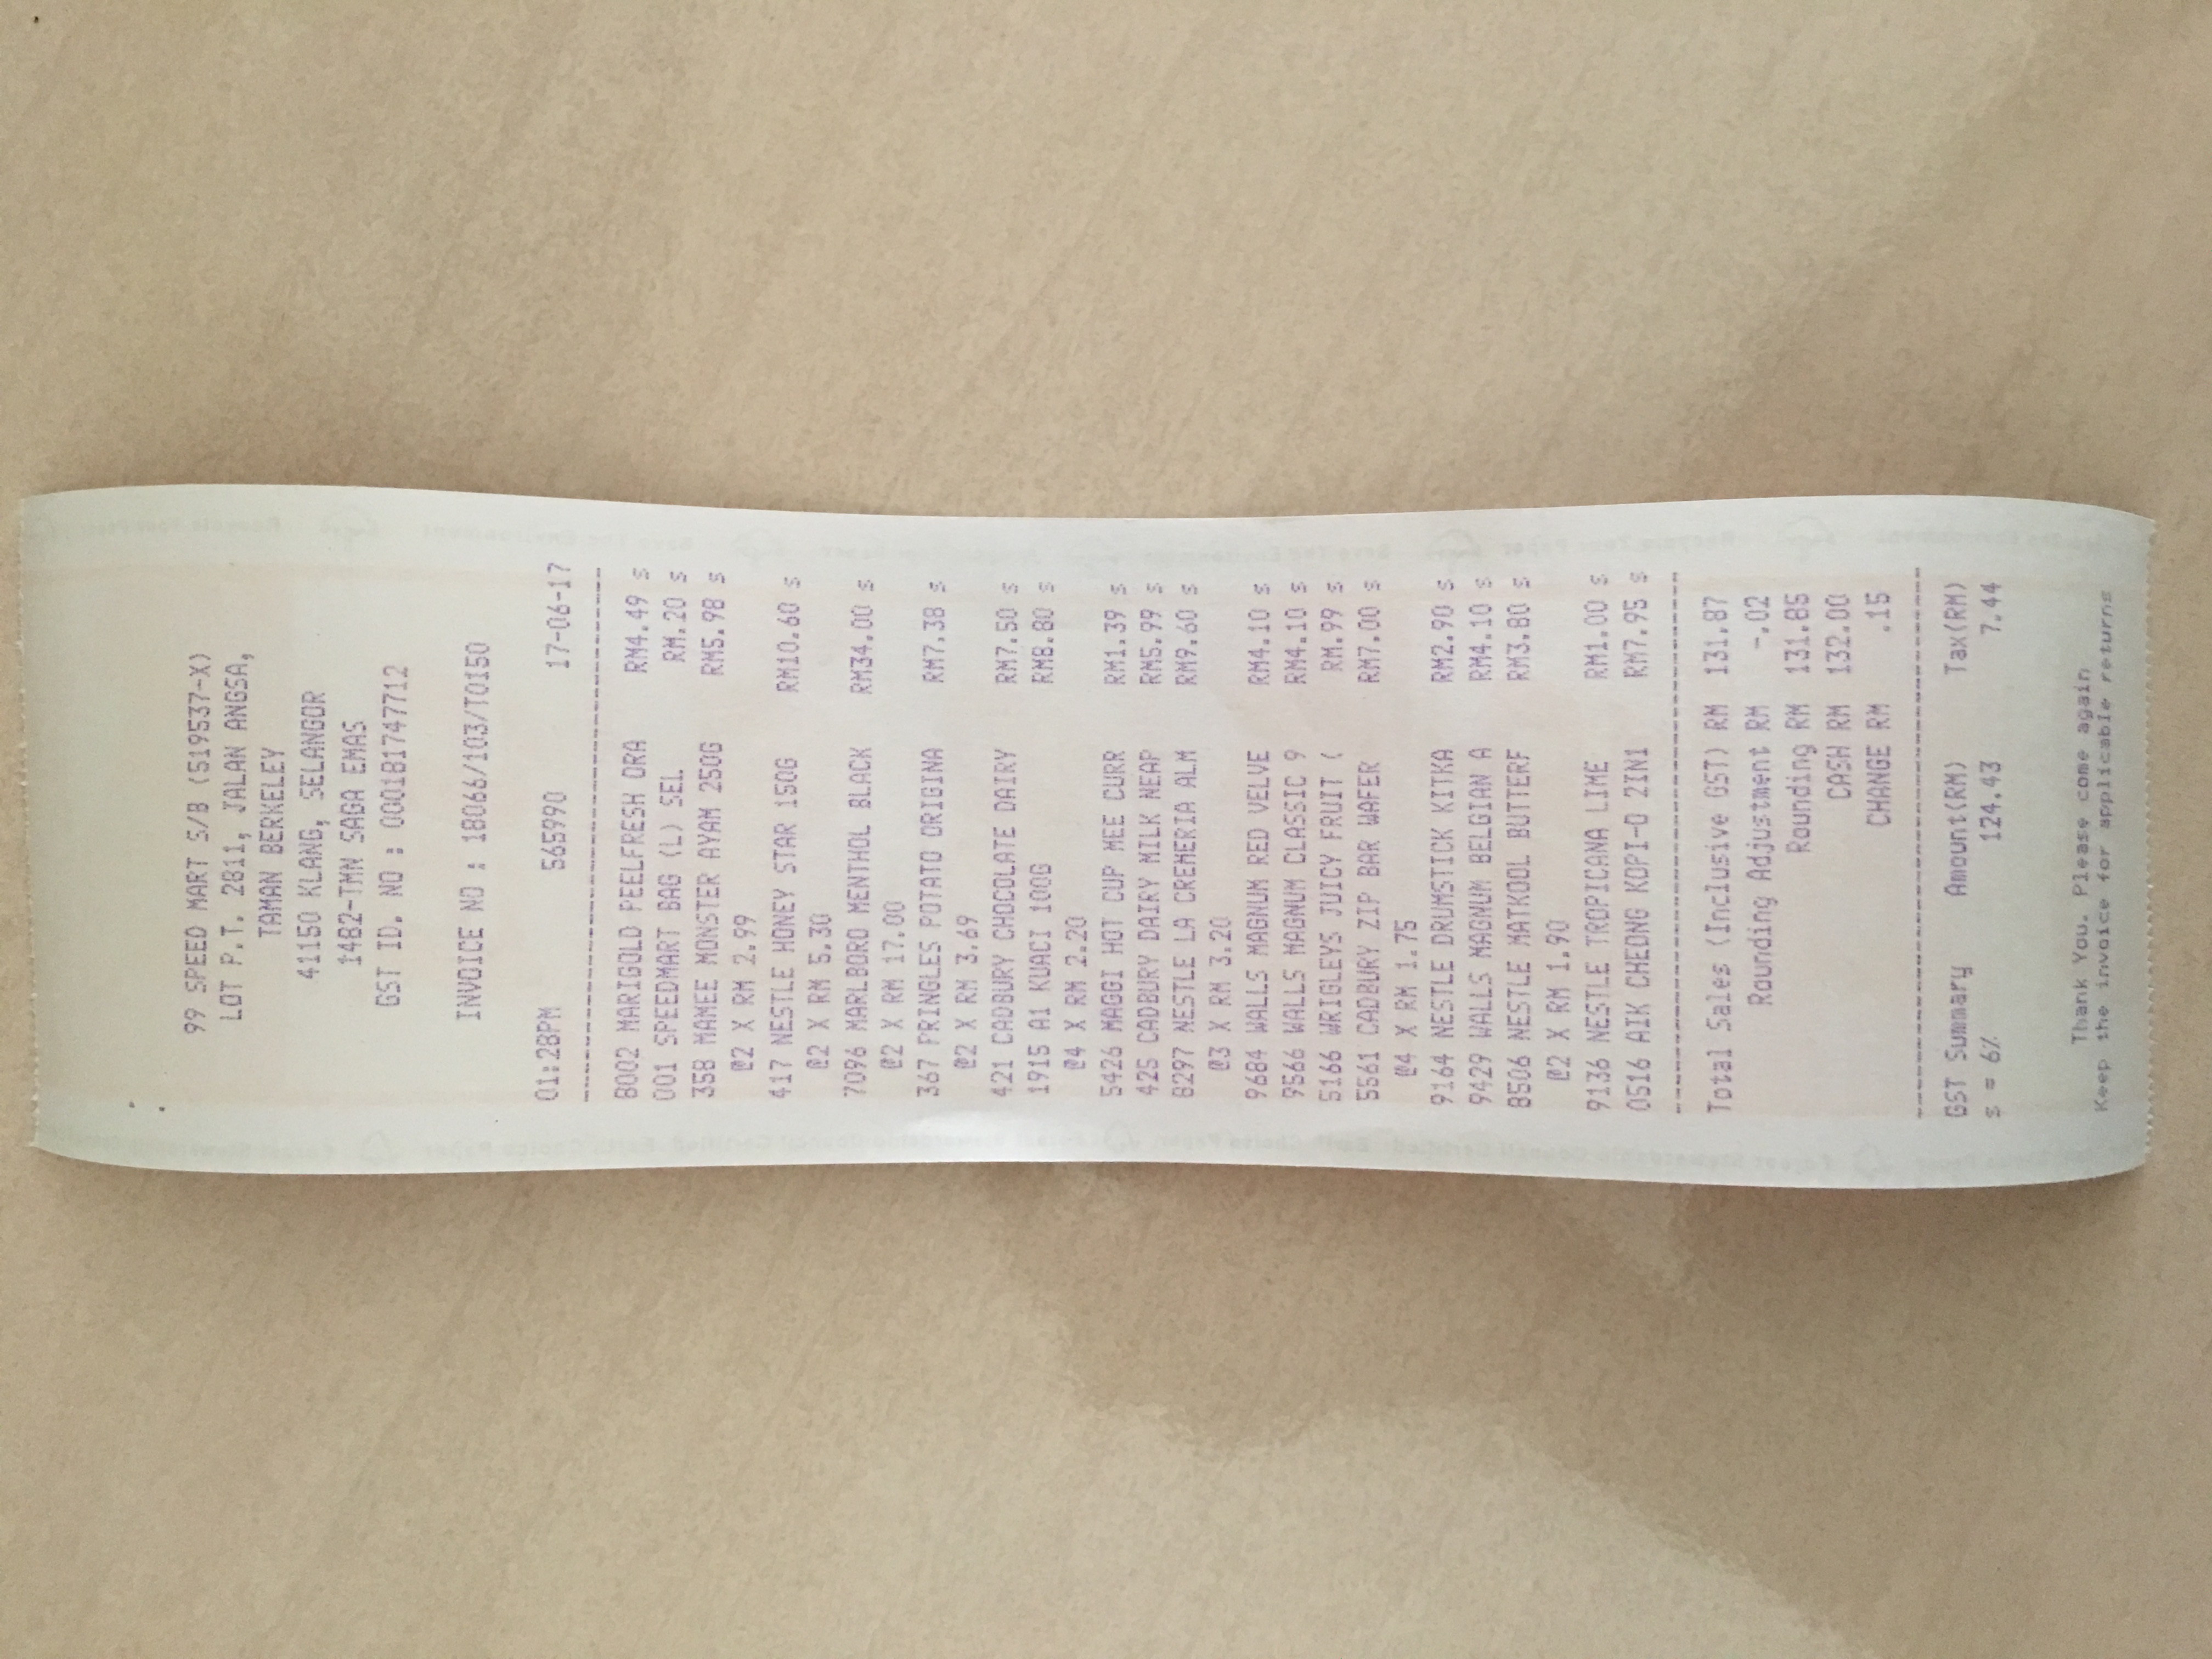 99 SPEED MART S/B (519537-X)
LOT P.T. 2811, JALAN ANGSA,
TAMAN BERKELEY
41150 KLANG, SELANGOR
1482-TMN SAGA EMAS
GST ID. NO : 000181747712
INVOICE NO : 18066/103/T0150
01:28PM 565990 17-06-17
8002 MARIGOLD PEELFRESH ORA RM4.49 s
001 SPEEDMART BAG (L) SEL RM.20 s
358 MAMEE MONSTER AYAM 250G RM5.98 s
@2 X RM 2.99
417 NESTLE HONEY STAR 150G RM10.60 s
@2 X RM 5.30
7096 MARLBORO MENTHOL BLACK RM34.00 s
@2 X RM 17.00
367 PRINGLES POTATO ORIGINA RM7.38 s
@2 X RM 3.69
421 CADBURY CHOCOLATE DAIRY RM7.50 s
1915 A1 KUACI 100G RM8.80 s
@4 X RM 2.20
5426 MAGGI HOT CUP MEE CURR RM1.39 s
425 CADBURY DAIRY MILK NEAP RM5.99 s
8297 NESTLE LA CREMERIA ALM RM9.60 s
@3 X RM 3.20
9684 WALLS MAGNUM RED VELVE RM4.10 s
9566 WALLS MAGNUM CLASSIC 9 RM4.10 s
5166 WRIGLEYS JUICY FRUIT ( RM.99 s
5561 CADBURY ZIP BAR WAFER RM7.00 s
@4 X RM 1.75
9164 NESTLE DRUMSTICK KITKA RM2.90 s
9429 WALLS MAGNUM BELGIAN A RM4.10 s
8506 NESTLE MATKOOL BUTTERF RM3.80 s
@2 X RM 1.90
9136 NESTLE TROPICANA LIME RM1.00 s
0516 AIK CHEONG KOPI-O 2IN1 RM7.95 s
Total Sales (Inclusive GST) RM 131.87
Rounding Adjustment RM -.02
Rounding RM 131.85
CASH RM 132.00
CHANGE RM .15
GST Summary Amount(RM) Tax(RM)
s = 6% 124.43 7.44
Thank You. Please come again
Keep the invoice for applicable returns